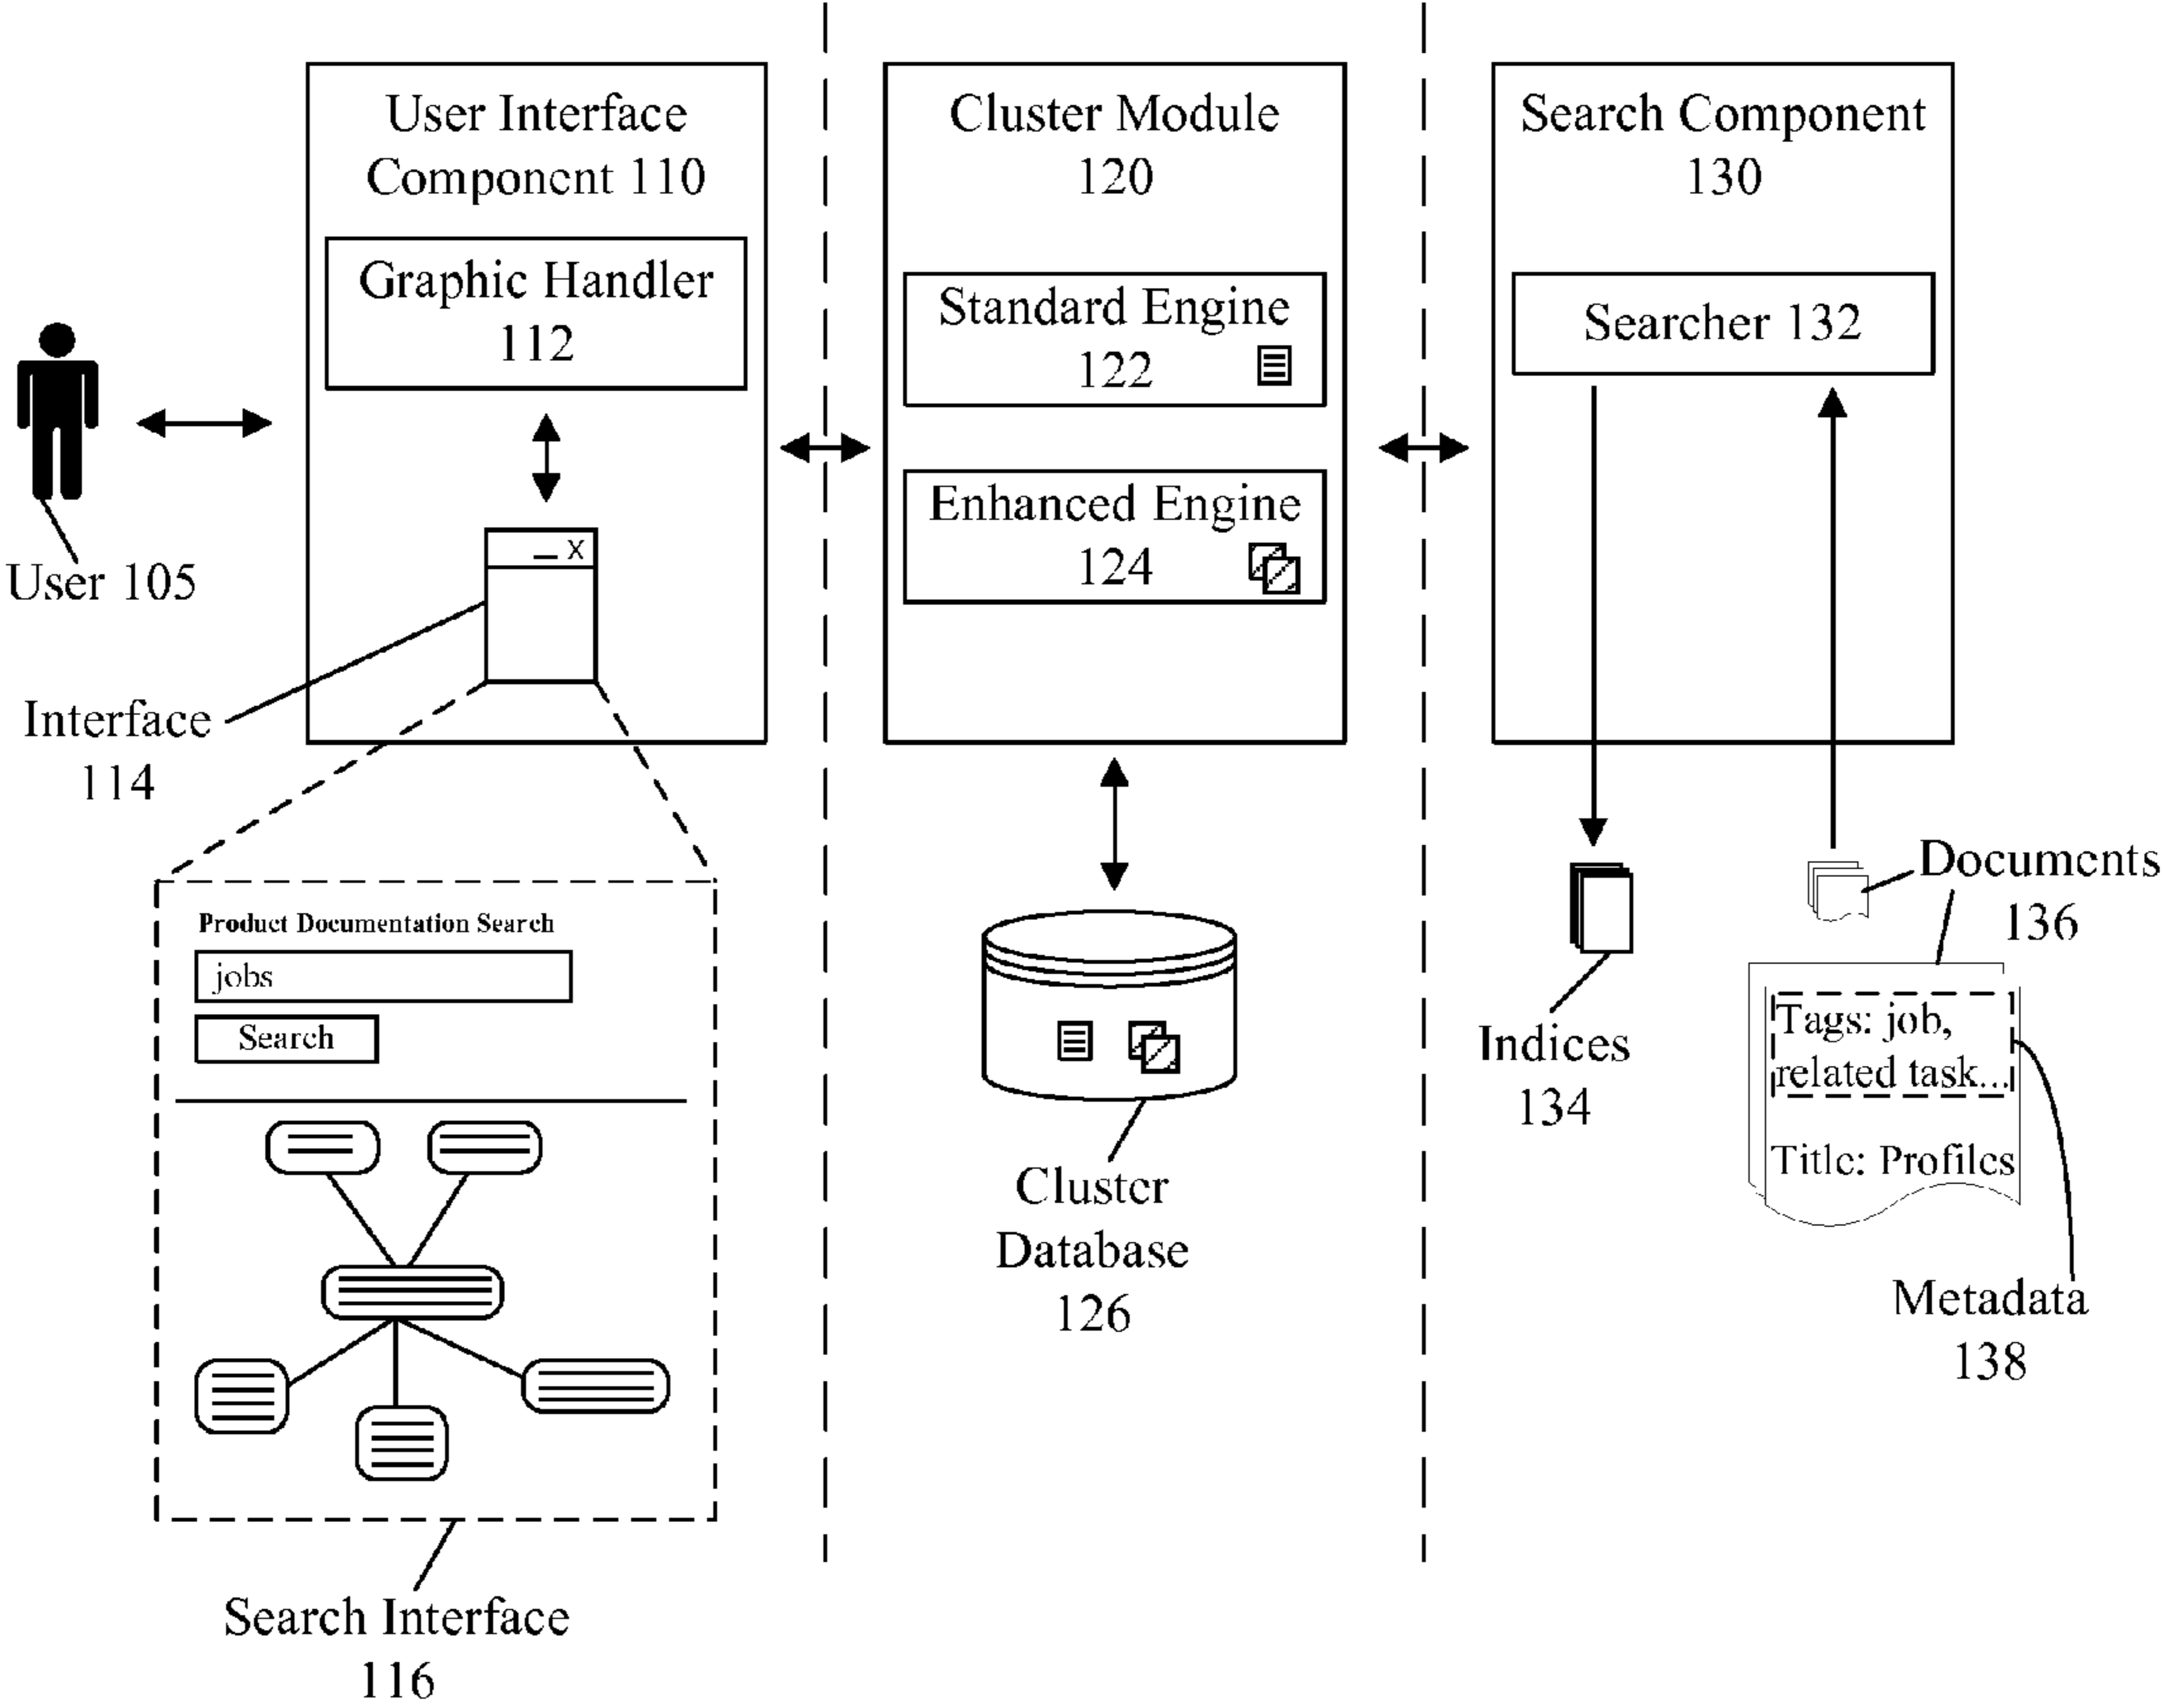 User Interface
Component 110
Graphic Handler
112
_ X
User 105
Interface
114
Product Documentation Search
jobs
Search
Search Interface
116
Cluster Module
120
Standard Engine
122
Enhanced Engine
124
Cluster
Database
126
Search Component
130
Searcher 132
Indices
134
Documents
136
Tags: job,
related task...
Title: Profiles
Metadata
138